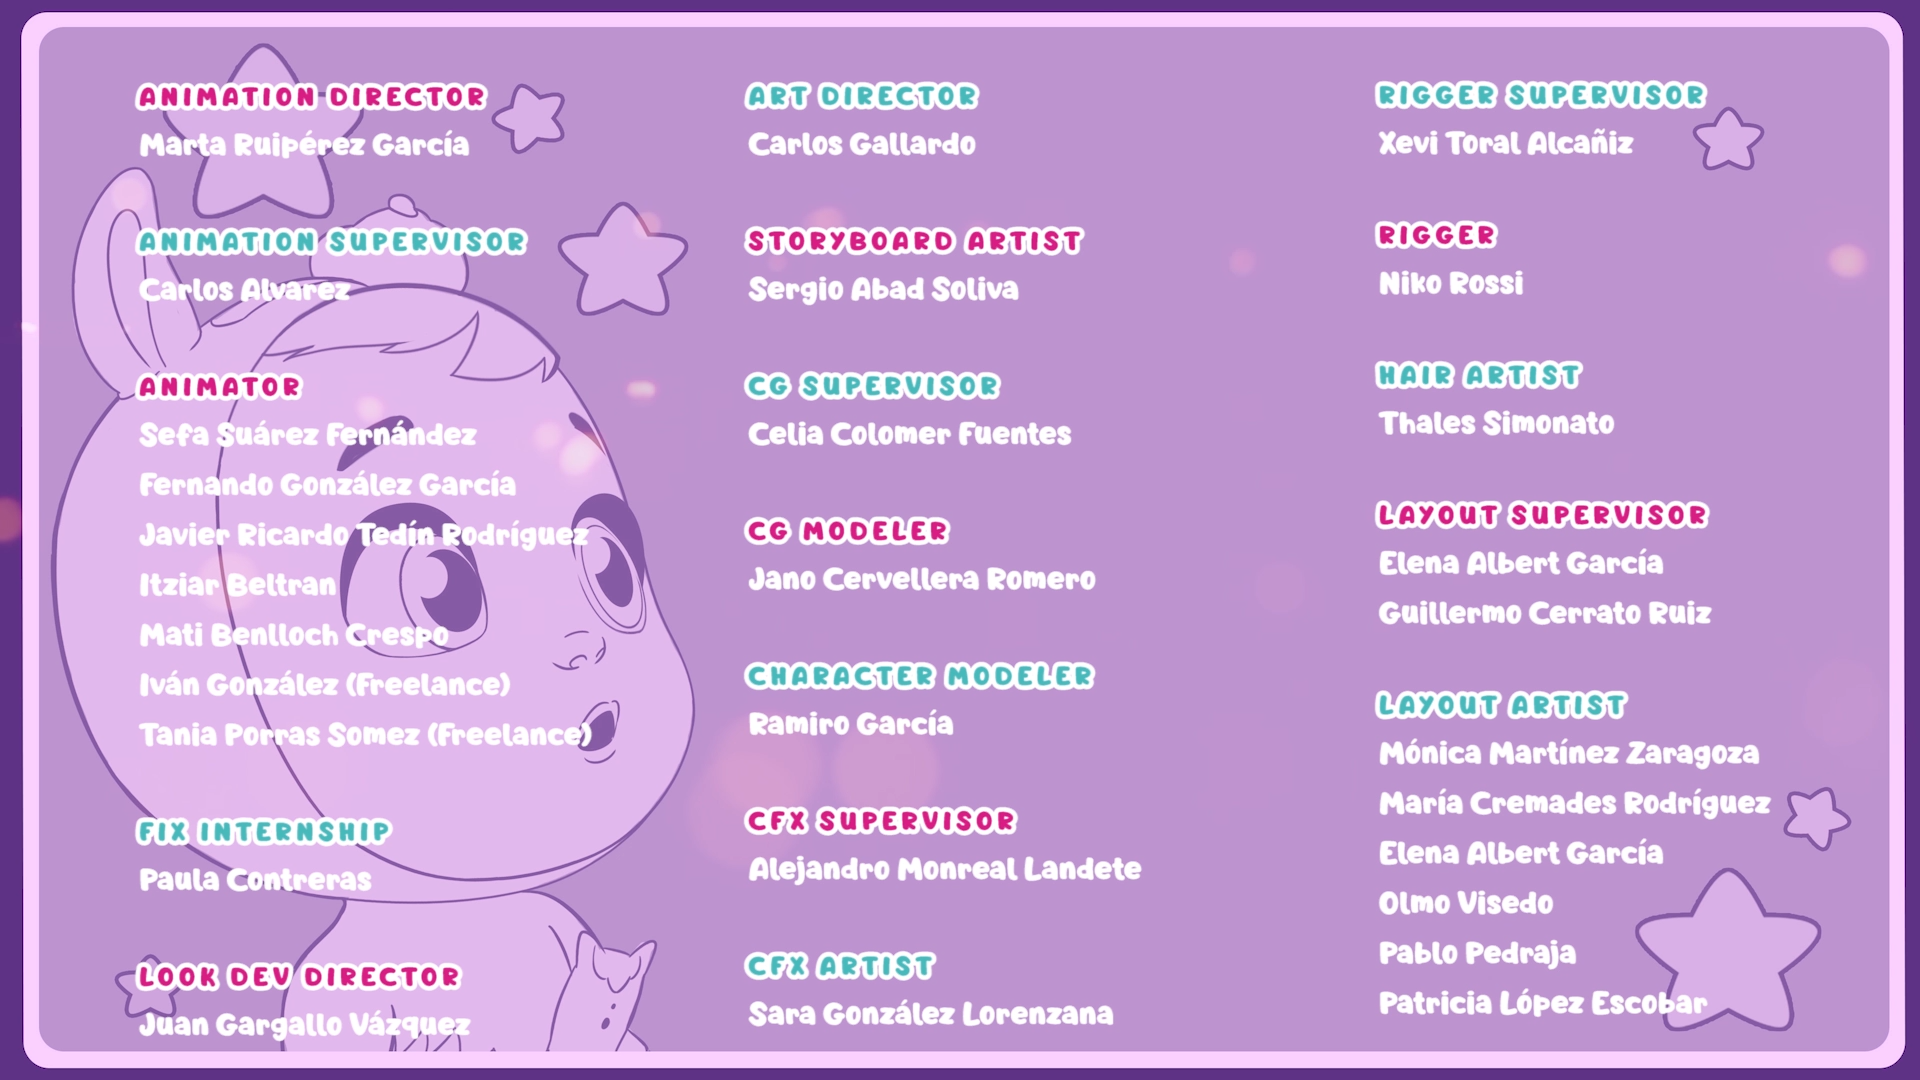 ANIMATION DIRECTOR
Marta Ruipérez García
ANIMATION SUPERVISOR
Carlos Alvarez
ANIMATOR
Sefa Suárez Fernández
Fernando González García
Javier Ricardo Tedín Rodríguez
Itziar Beltran
Mati Benlloch Crespo
Iván González (Freelance)
Tania Porras Somez (Freelance)
FIX INTERNSHIP
Paula Contreras
LOOK DEV DIRECTOR
Juan Gargallo Vázquez
ART DIRECTOR
Carlos Gallardo
STORYBOARD ARTIST
Sergio Abad Soliva
CG SUPERVISOR
Celia Colomer Fuentes
CG MODELER
Jano Cervellera Romero
CHARACTER MODELER
Ramiro García
CFX SUPERVISOR
Alejandro Monreal Landete
CFX ARTIST
Sara González Lorenzana
RIGGER SUPERVISOR
Xevi Toral Alcañiz
RIGGER
Niko Rossi
HAIR ARTIST
Thales Simonato
LAYOUT SUPERVISOR
Elena Albert García
Guillermo Cerrato Ruiz
LAYOUT ARTIST
Mónica Martínez Zaragoza
María Cremades Rodríguez
Elena Albert García
Olmo Visedo
Pablo Pedraja
Patricia López Escobar